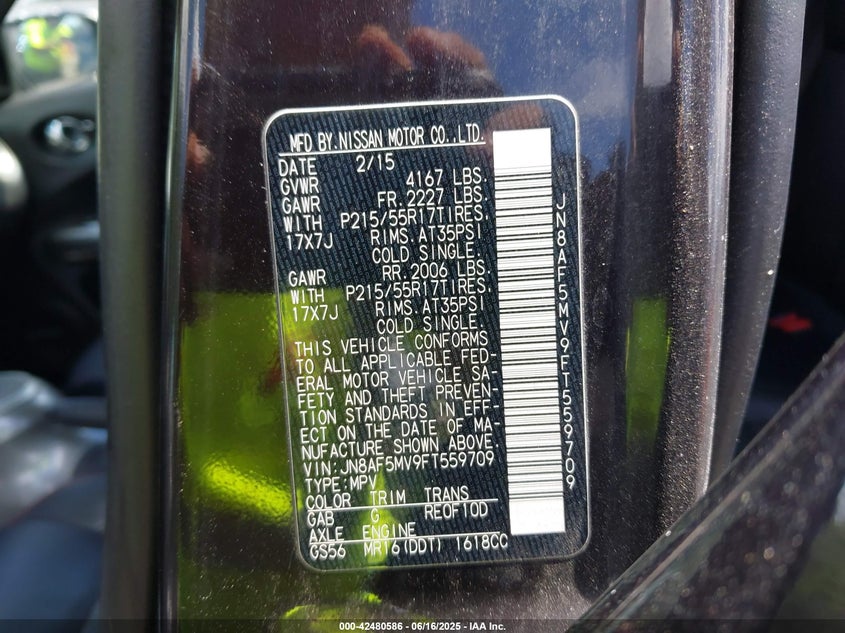 MFD BY.NISSAN MOTOR CO.,LTD.
DATE 2/15
GVWR 4167 LBS.
GAWR FR.2227 LBS
WITH P215/55R17TIRES.
17X7J RIMS.AT35PSI
COLD SINGLE.
GAWR RR.2006 LBS.
WITH P215/55R17TIRES.
17X7J RIMS.AT35PSI
COLD SINGLE.
THIS VEHICLE CONFORMS
TO ALL APPLICABLE FED-
ERAL MOTOR VEHICLE SA-
FETY AND THEFT PREVEN-
TION STANDARDS IN EFF-
ECT ON THE DATE OF MA-
NUFACTURE SHOWN ABOVE.
VIN:JN8AF5MV9FT559709
TYPE:MPV
COLOR TRIM TRANS
GAB G REOF10D
AXLE ENGINE
GS56 MR16(DDT) 1618CC
JN8AF5MV9FT559709
000-42480586 - 06/16/2025 - IAA Inc.